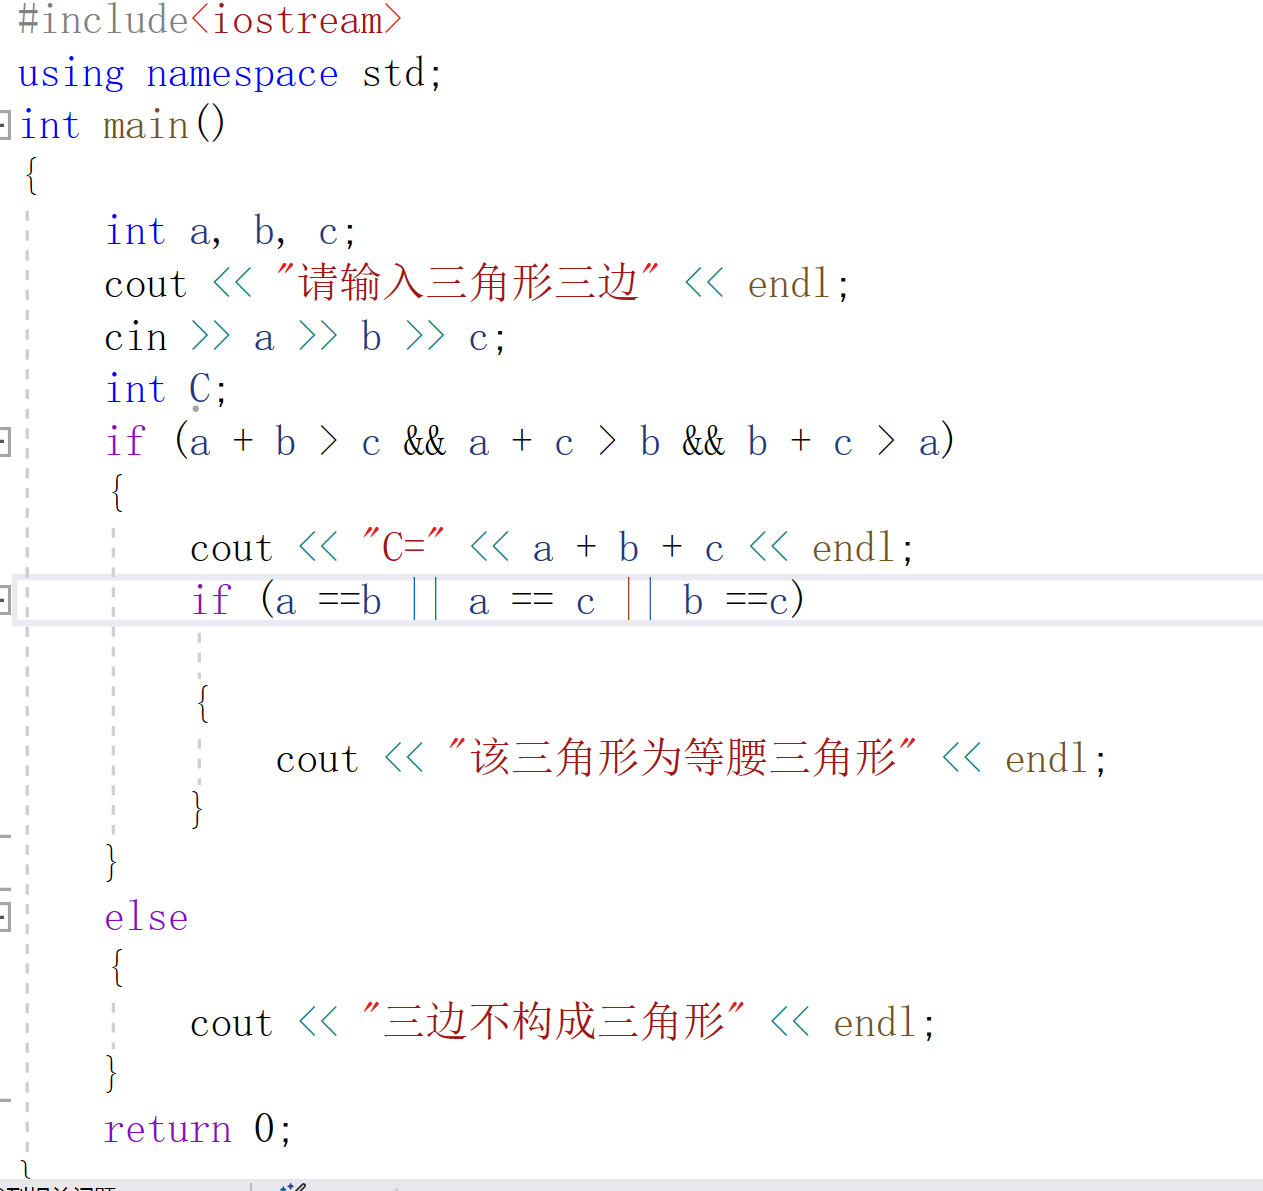 #include<iostream>
using namespace std;
int main()
{
int a, b, c;
cout << "请输入三角形三边" << endl;
cin >> a >> b >> c;
int C;
if (a + b > c && a + c > b && b + c > a)
{
cout << "C=" << a + b + c << endl;
if (a ==b || a == c || b ==c)
{
cout << "该三角形为等腰三角形" << endl;
}
}
else
{
cout << "三边不构成三角形" << endl;
}
return 0;
}